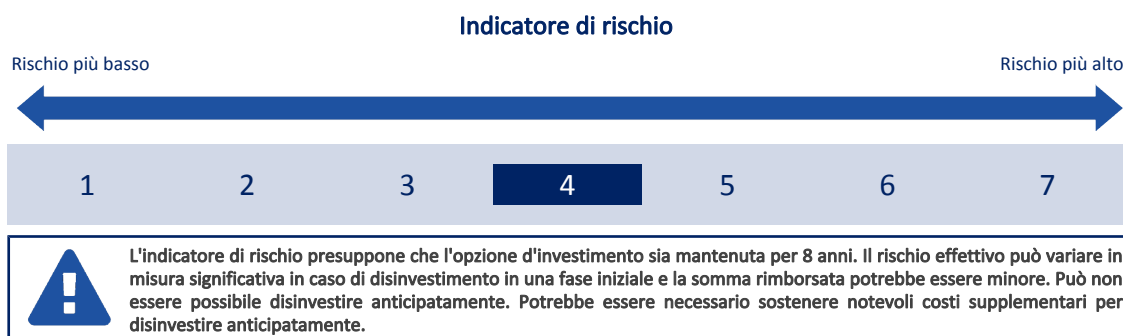 Indicatore di rischio
Rischio più basso Rischio più alto
1 2 3 4 5 6 7
L'indicatore di rischio presuppone che l'opzione d'investimento sia mantenuta per 8 anni. Il rischio effettivo può variare in
misura significativa in caso di disinvestimento in una fase iniziale e la somma rimborsata potrebbe essere minore. Può non
essere possibile disinvestire anticipatamente. Potrebbe essere necessario sostenere notevoli costi supplementari per
disinvestire anticipatamente.